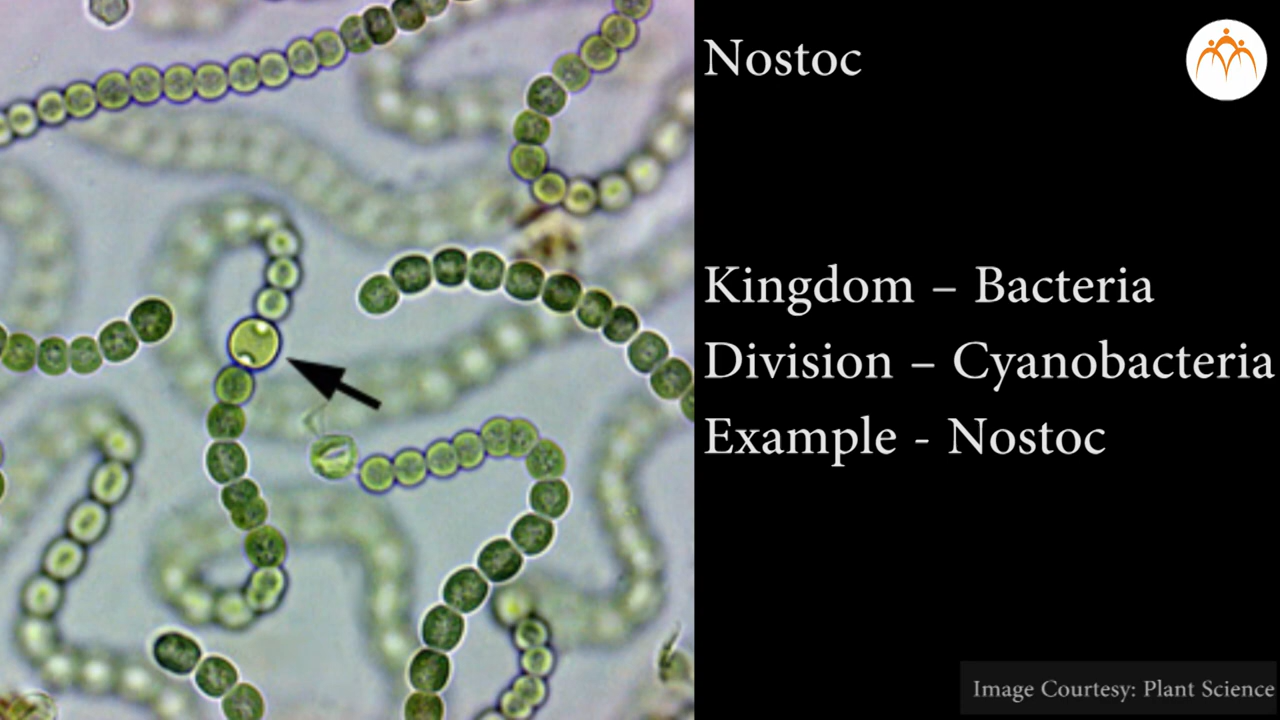 Nostoc
Kingdom – Bacteria
Division – Cyanobacteria
Example - Nostoc
Image Courtesy: Plant Science